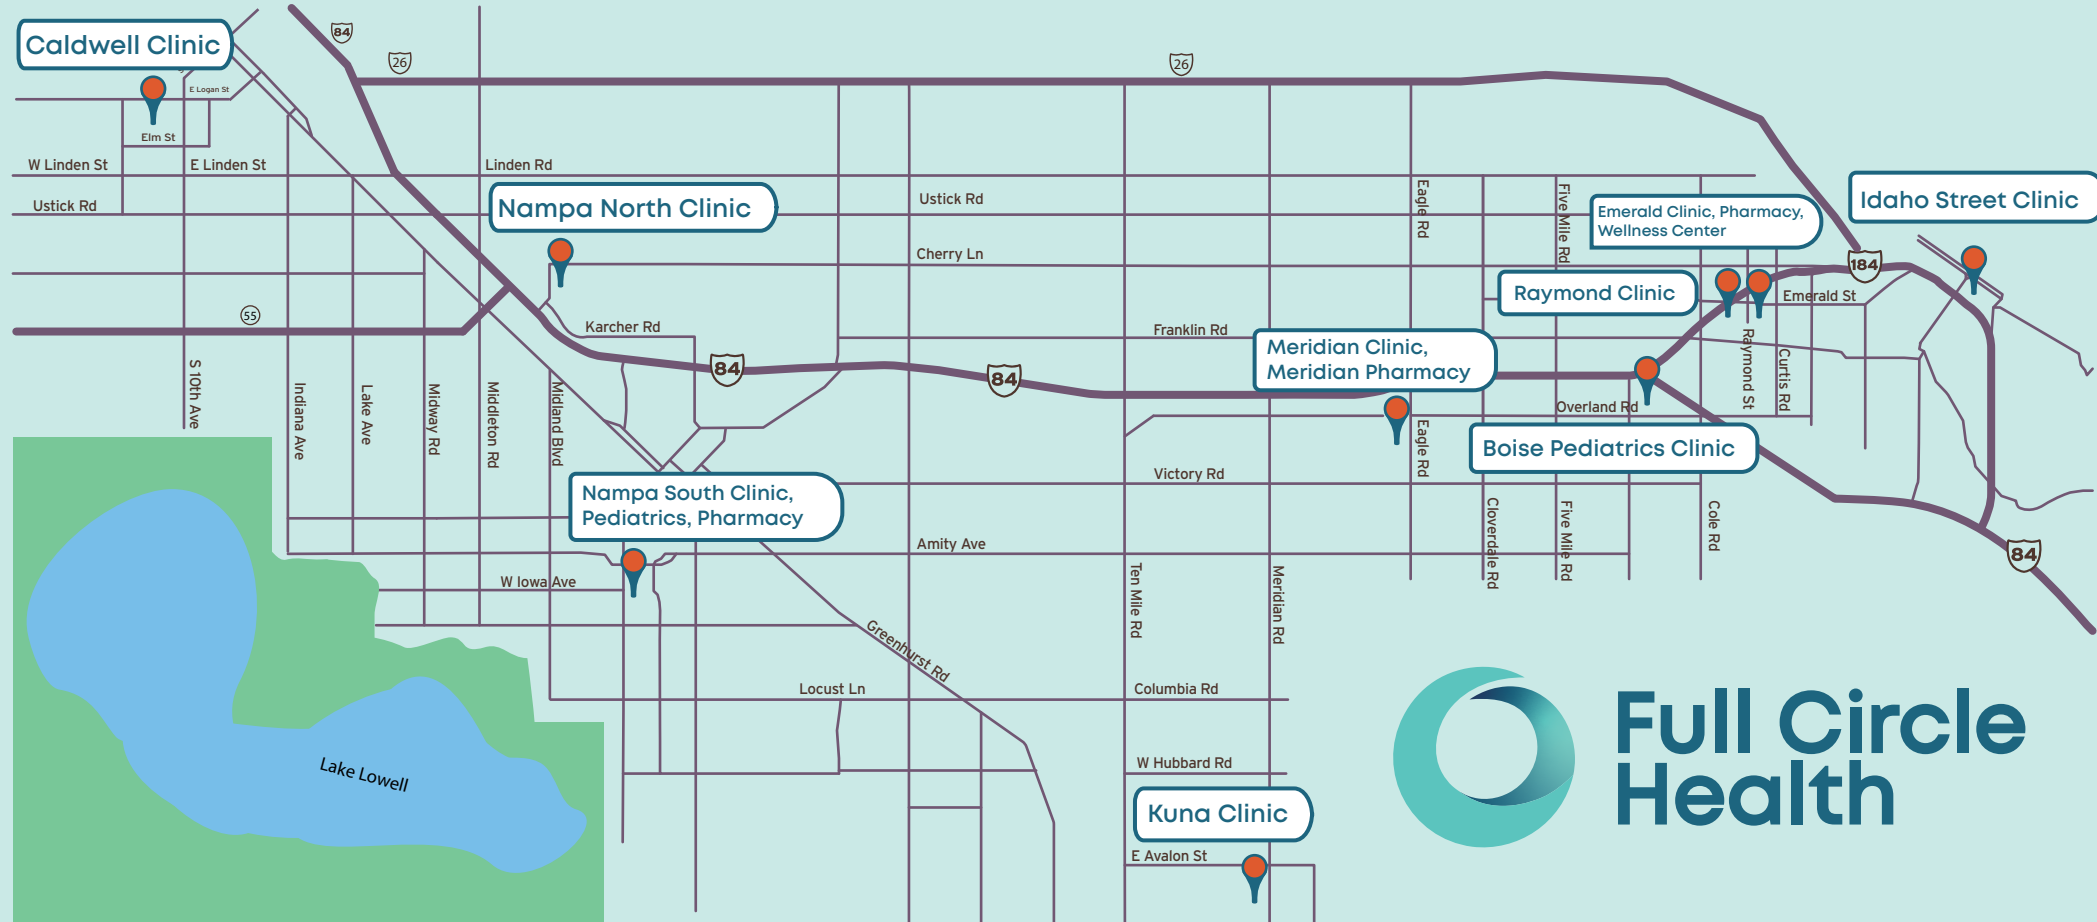 84
26
26
Caldwell Clinic
E Logan St
Elm St
W Linden St
E Linden St
Linden Rd
Ustick Rd
Ustick Rd
Nampa North Clinic
Cherry Ln
Eagle Rd
Five Mile Rd
Emerald Clinic, Pharmacy,
Wellness Center
Idaho Street Clinic
184
Raymond Clinic
Emerald St
55
Karcher Rd
Franklin Rd
84
84
Meridian Clinic,
Meridian Pharmacy
Raymond St
Curtis Rd
S 10th Ave
Indiana Ave
Lake Ave
Midway Rd
Middleton Rd
Midland Blvd
Overland Rd
Eagle Rd
Boise Pediatrics Clinic
Victory Rd
Nampa South Clinic,
Pediatrics, Pharmacy
Cloverdale Rd
Five Mile Rd
Cole Rd
Amity Ave
84
W Iowa Ave
Ten Mile Rd
Meridian Rd
Greenhurst Rd
Locust Ln
Columbia Rd
Lake Lowell
W Hubbard Rd
Kuna Clinic
E Avalon St
Full Circle
Health